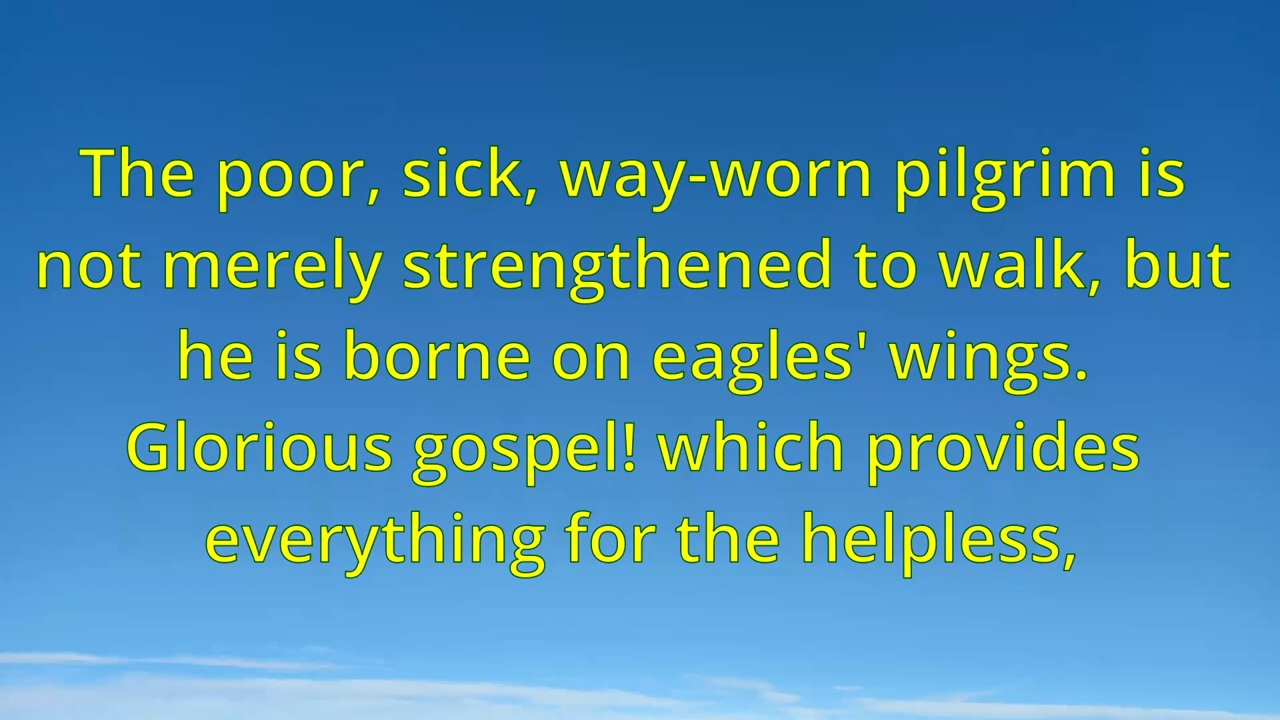 The poor, sick, way-worn pilgrim is
not merely strengthened to walk, but
he is borne on eagles' wings.
Glorious gospel! which provides
everything for the helpless,